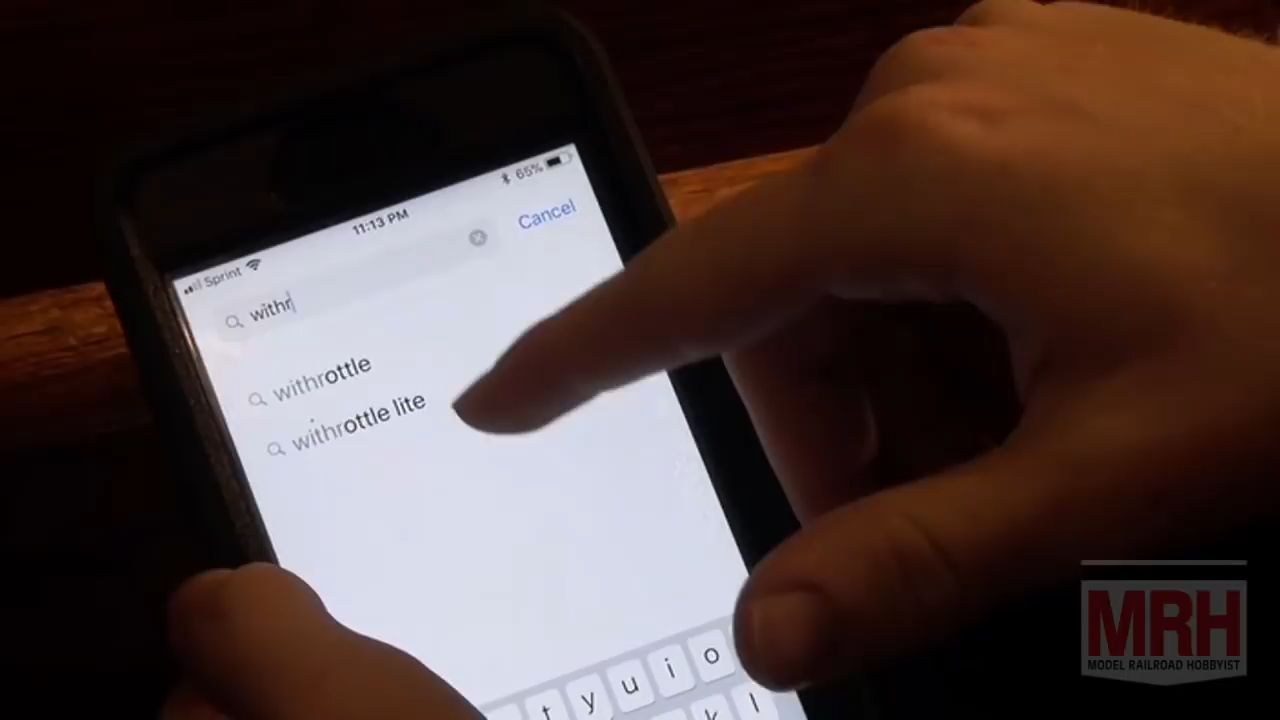 Sprint 11:13 PM 65%
withr Cancel
withrottle
withrottle lite
t y u i o
k l
MRH
MODEL RAILROAD HOBBYIST